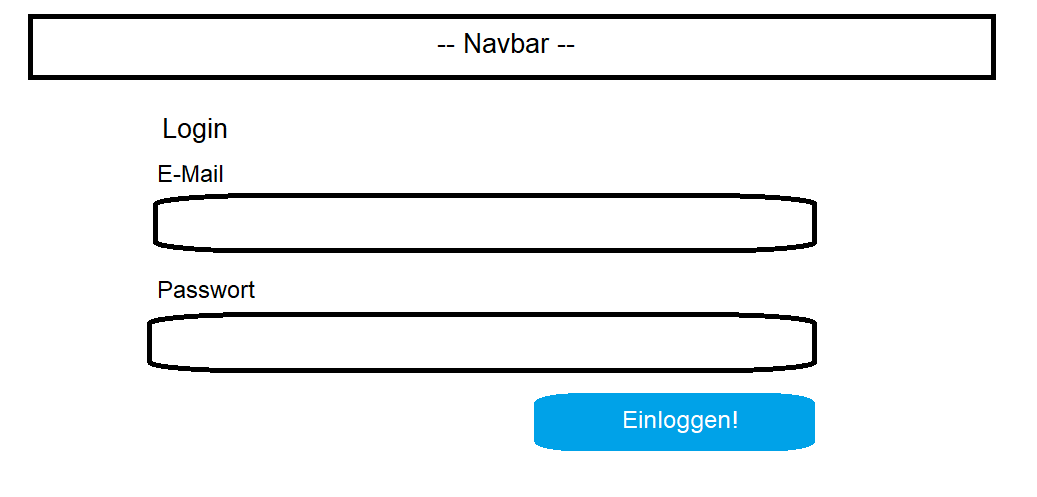 -- Navbar --
Login
E-Mail
Passwort
Einloggen!